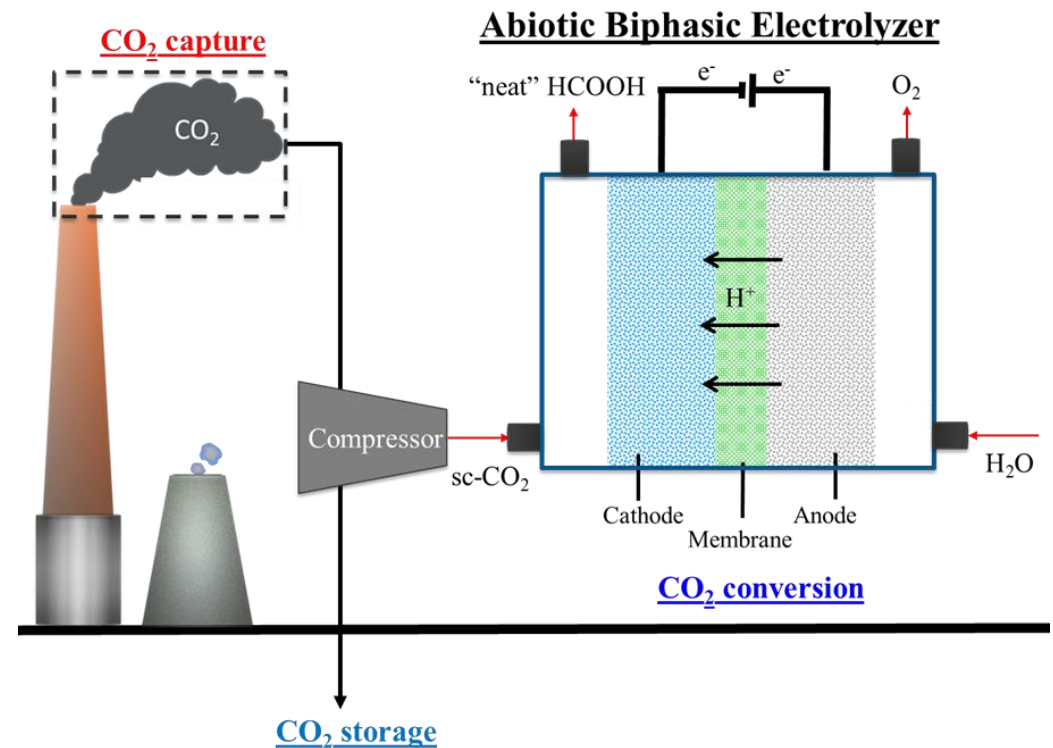 Abiotic Biphasic Electrolyzer
CO₂ capture
CO₂
“neat” HCOOH
e⁻
e⁻
O₂
H⁺
Compressor
sc-CO₂
H₂O
Cathode
Membrane
Anode
CO₂ conversion
CO₂ storage